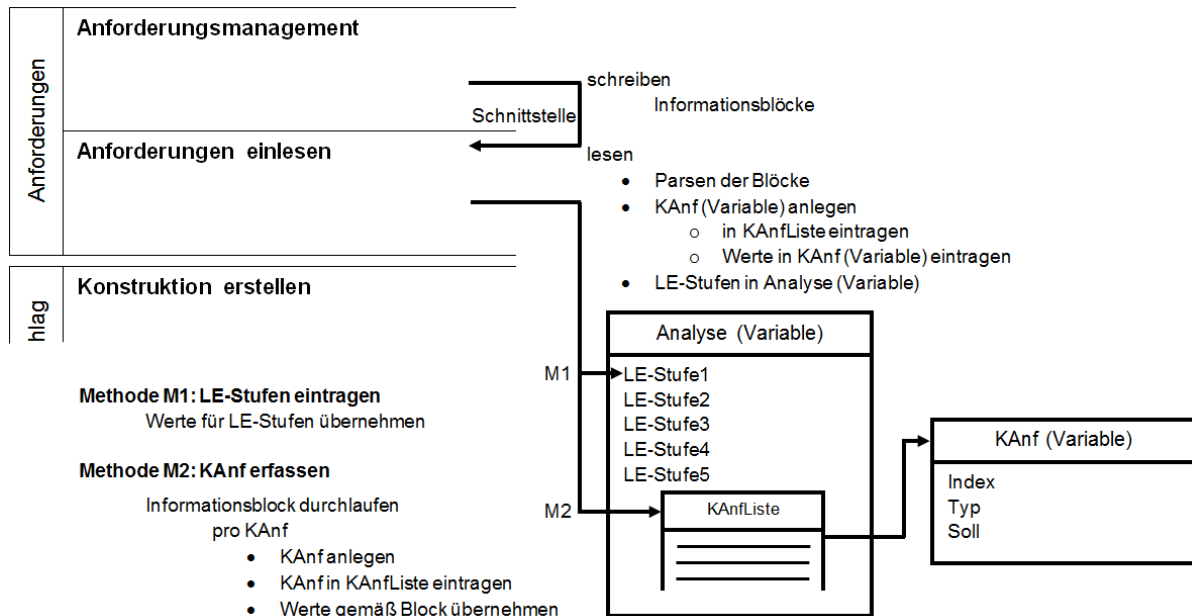 Anforderungen
Anforderungsmanagement
schreiben
Informationsblöcke
Schnittstelle
Anforderungen einlesen
lesen
• Parsen der Blöcke
• KAnf (Variable) anlegen
o in KAnfListe eintragen
o Werte in KAnf (Variable) eintragen
• LE-Stufen in Analyse (Variable)
hlag
Konstruktion erstellen
Analyse (Variable)
M1
LE-Stufe1
LE-Stufe2
LE-Stufe3
LE-Stufe4
LE-Stufe5
Methode M1: LE-Stufen eintragen
Werte für LE-Stufen übernehmen
Methode M2: KAnf erfassen
Informationsblock durchlaufen
pro KAnf
• KAnf anlegen
• KAnf in KAnfListe eintragen
• Werte gemäß Block übernehmen
M2
KAnfListe
KAnf (Variable)
Index
Typ
Soll